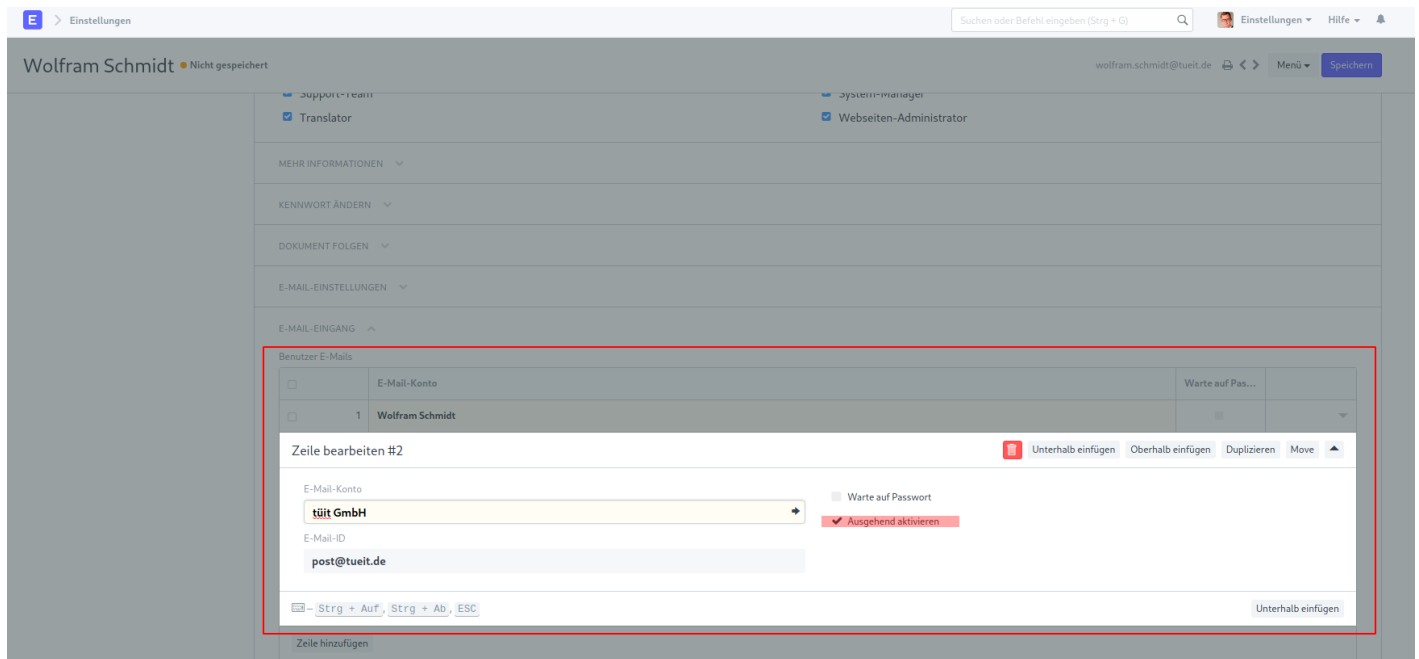 E > Einstellungen
Suchen oder Befehl eingeben (Strg + G)
Einstellungen
Hilfe
Wolfram Schmidt
Nicht gespeichert
wolfram.schmidt@tueit.de
Menü
Speichern
Support-Team
System-Manager
Translator
Webseiten-Administrator
MEHR INFORMATIONEN
KENNWORT ÄNDERN
DOKUMENT FOLGEN
E-MAIL-EINSTELLUNGEN
E-MAIL-EINGANG
Benutzer E-Mails
E-Mail-Konto
Warte auf Pas...
1 Wolfram Schmidt
Zeile bearbeiten #2
Unterhalb einfügen
Oberhalb einfügen
Duplizieren
Move
E-Mail-Konto
Warte auf Passwort
tüit GmbH
Ausgehend aktivieren
E-Mail-ID
post@tueit.de
– Strg + Auf, Strg + Ab, ESC
Unterhalb einfügen
Zeile hinzufügen